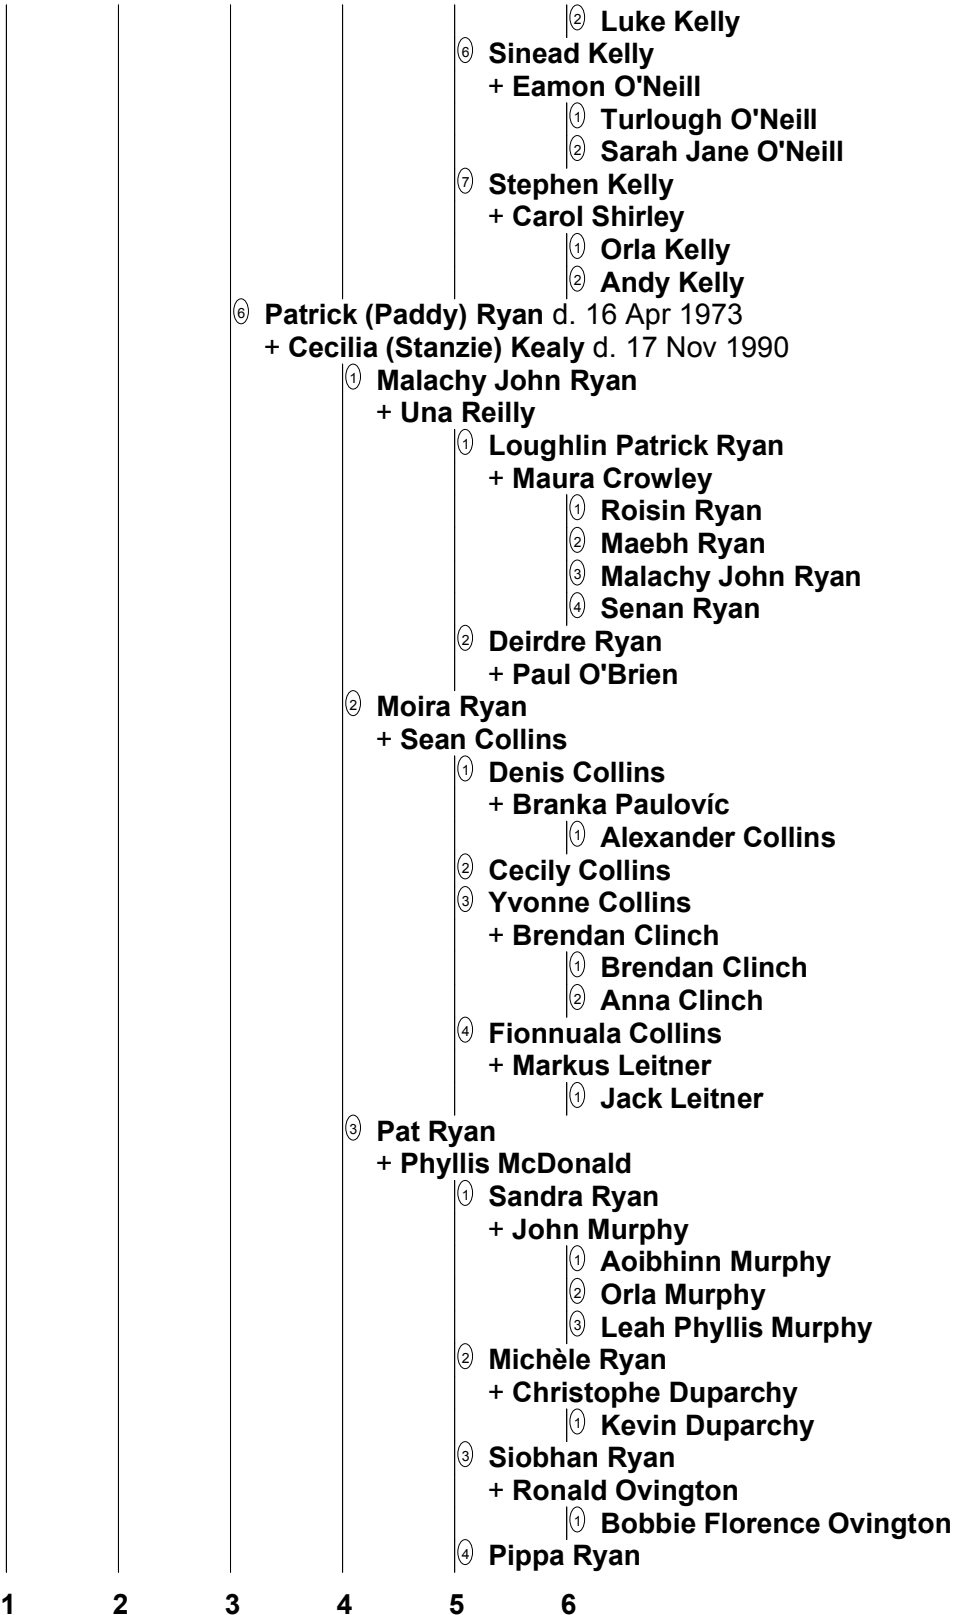 ② Luke Kelly
⑥ Sinead Kelly
+ Eamon O'Neill
① Turlough O'Neill
② Sarah Jane O'Neill
⑦ Stephen Kelly
+ Carol Shirley
① Orla Kelly
② Andy Kelly
⑥ Patrick (Paddy) Ryan d. 16 Apr 1973
+ Cecilia (Stanzie) Kealy d. 17 Nov 1990
① Malachy John Ryan
+ Una Reilly
① Loughlin Patrick Ryan
+ Maura Crowley
① Roisin Ryan
② Maebh Ryan
③ Malachy John Ryan
④ Senan Ryan
② Deirdre Ryan
+ Paul O'Brien
② Moira Ryan
+ Sean Collins
① Denis Collins
+ Branka Paulovíc
① Alexander Collins
② Cecily Collins
③ Yvonne Collins
+ Brendan Clinch
① Brendan Clinch
② Anna Clinch
④ Fionnuala Collins
+ Markus Leitner
① Jack Leitner
③ Pat Ryan
+ Phyllis McDonald
① Sandra Ryan
+ John Murphy
① Aoibhinn Murphy
② Orla Murphy
③ Leah Phyllis Murphy
② Michèle Ryan
+ Christophe Duparchy
① Kevin Duparchy
③ Siobhan Ryan
+ Ronald Ovington
① Bobbie Florence Ovington
④ Pippa Ryan
1 2 3 4 5 6